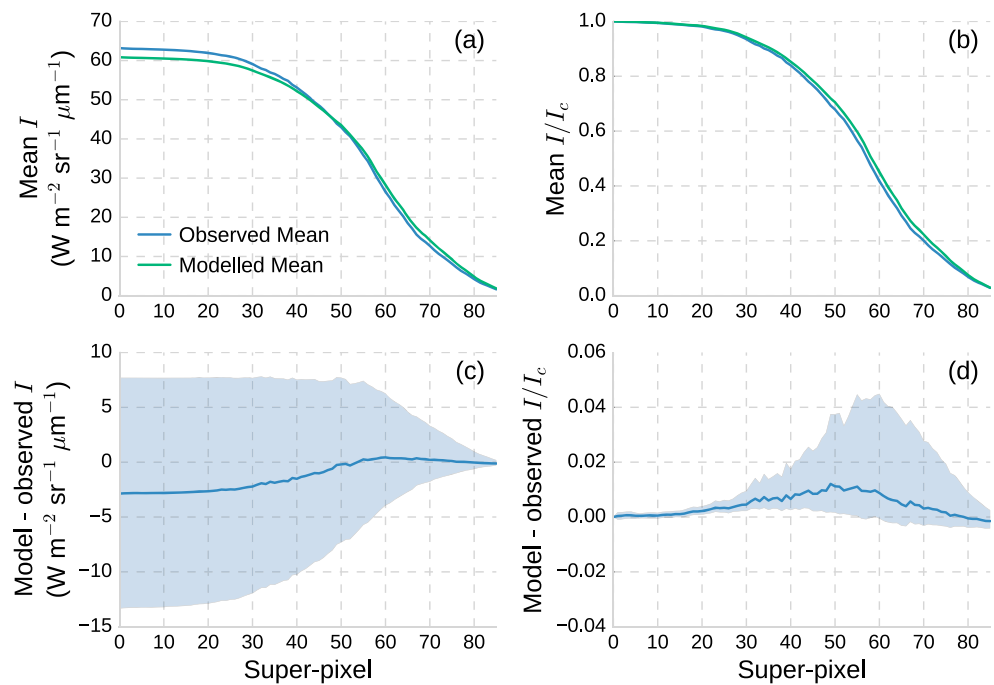 70
60
50
40
30
20
10
0
Mean I
(W m⁻² sr⁻¹ μm⁻¹)
(a)
Observed Mean
Modelled Mean
0 10 20 30 40 50 60 70 80
1.0
0.8
0.6
0.4
0.2
0.0
Mean I/I_c
(b)
0 10 20 30 40 50 60 70 80
10
5
0
−5
−10
−15
Model - observed I
(W m⁻² sr⁻¹ μm⁻¹)
(c)
0 10 20 30 40 50 60 70 80
Super-pixel
0.06
0.04
0.02
0.00
−0.02
−0.04
Model - observed I/I_c
(d)
0 10 20 30 40 50 60 70 80
Super-pixel